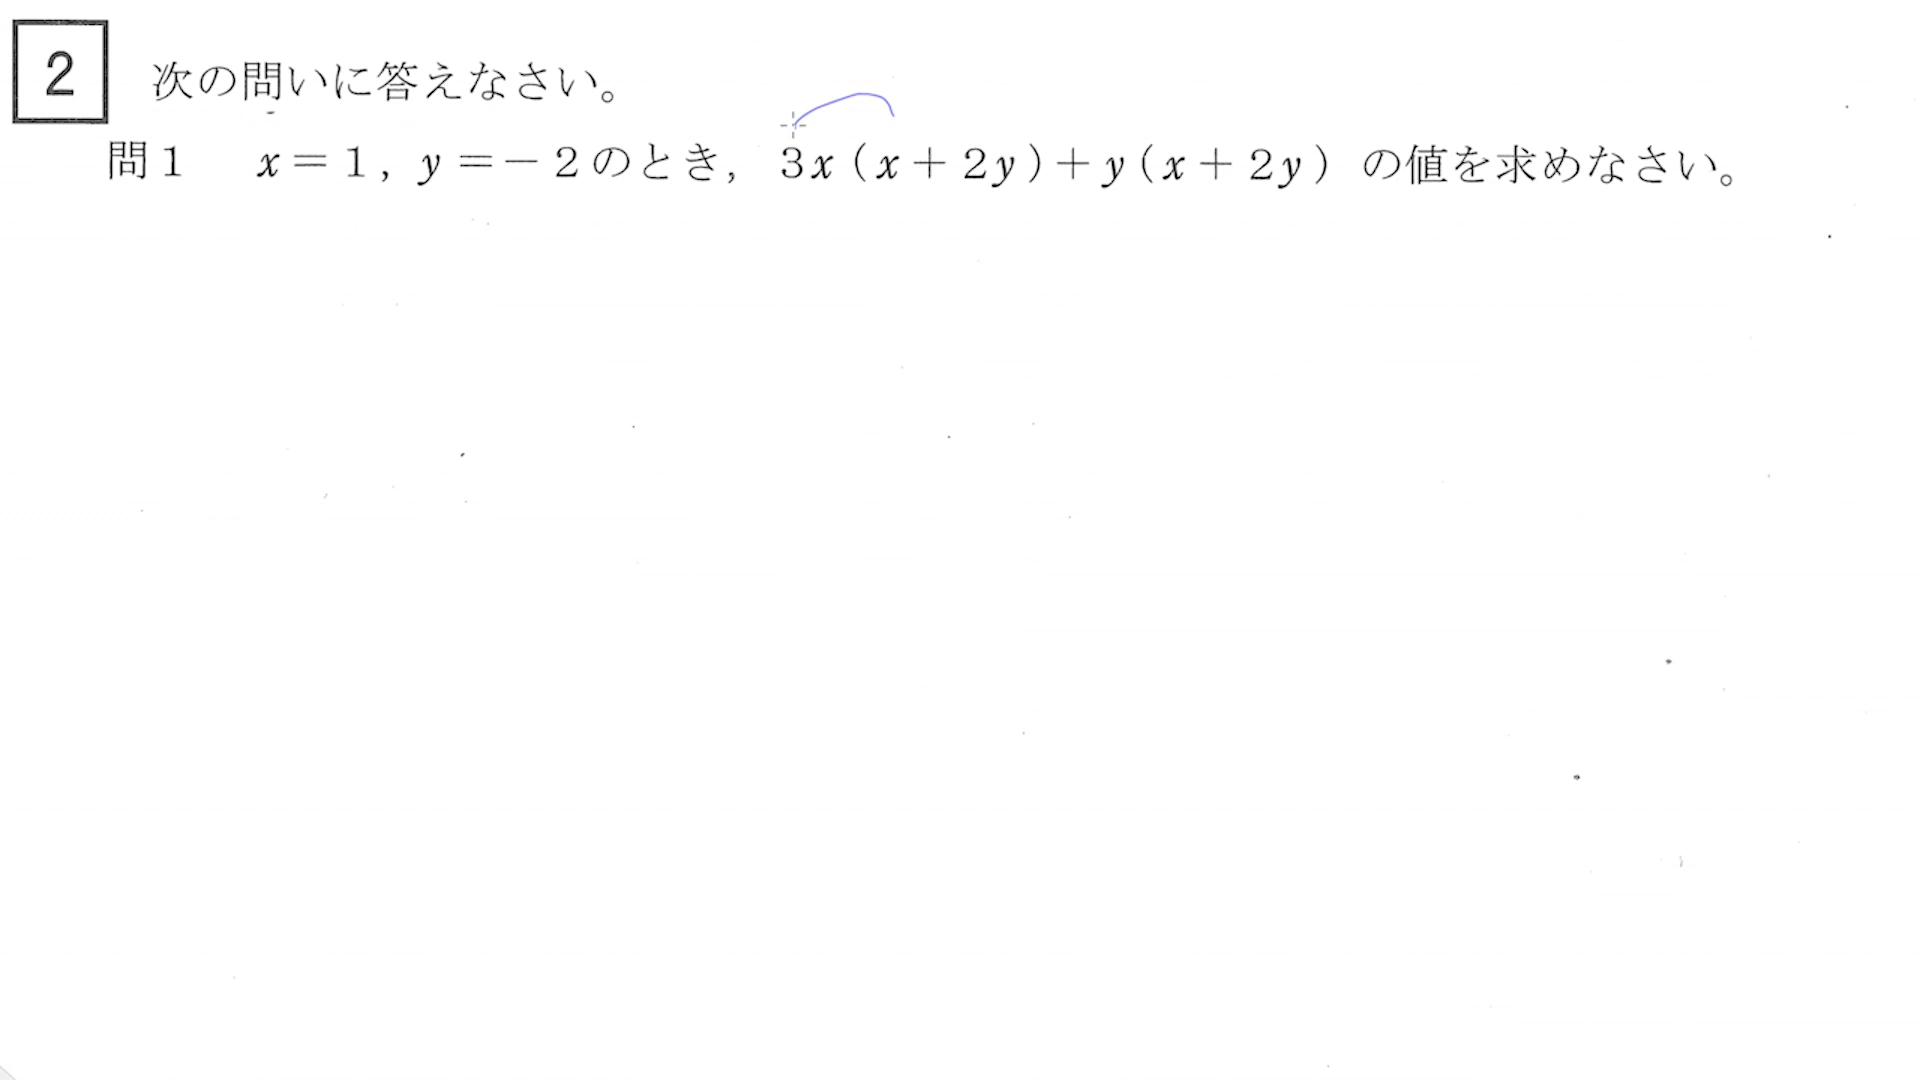 2 次の問いに答えなさい。
問1 x=1, y=-2のとき, 3x(x+2y)+y(x+2y) の値を求めなさい。